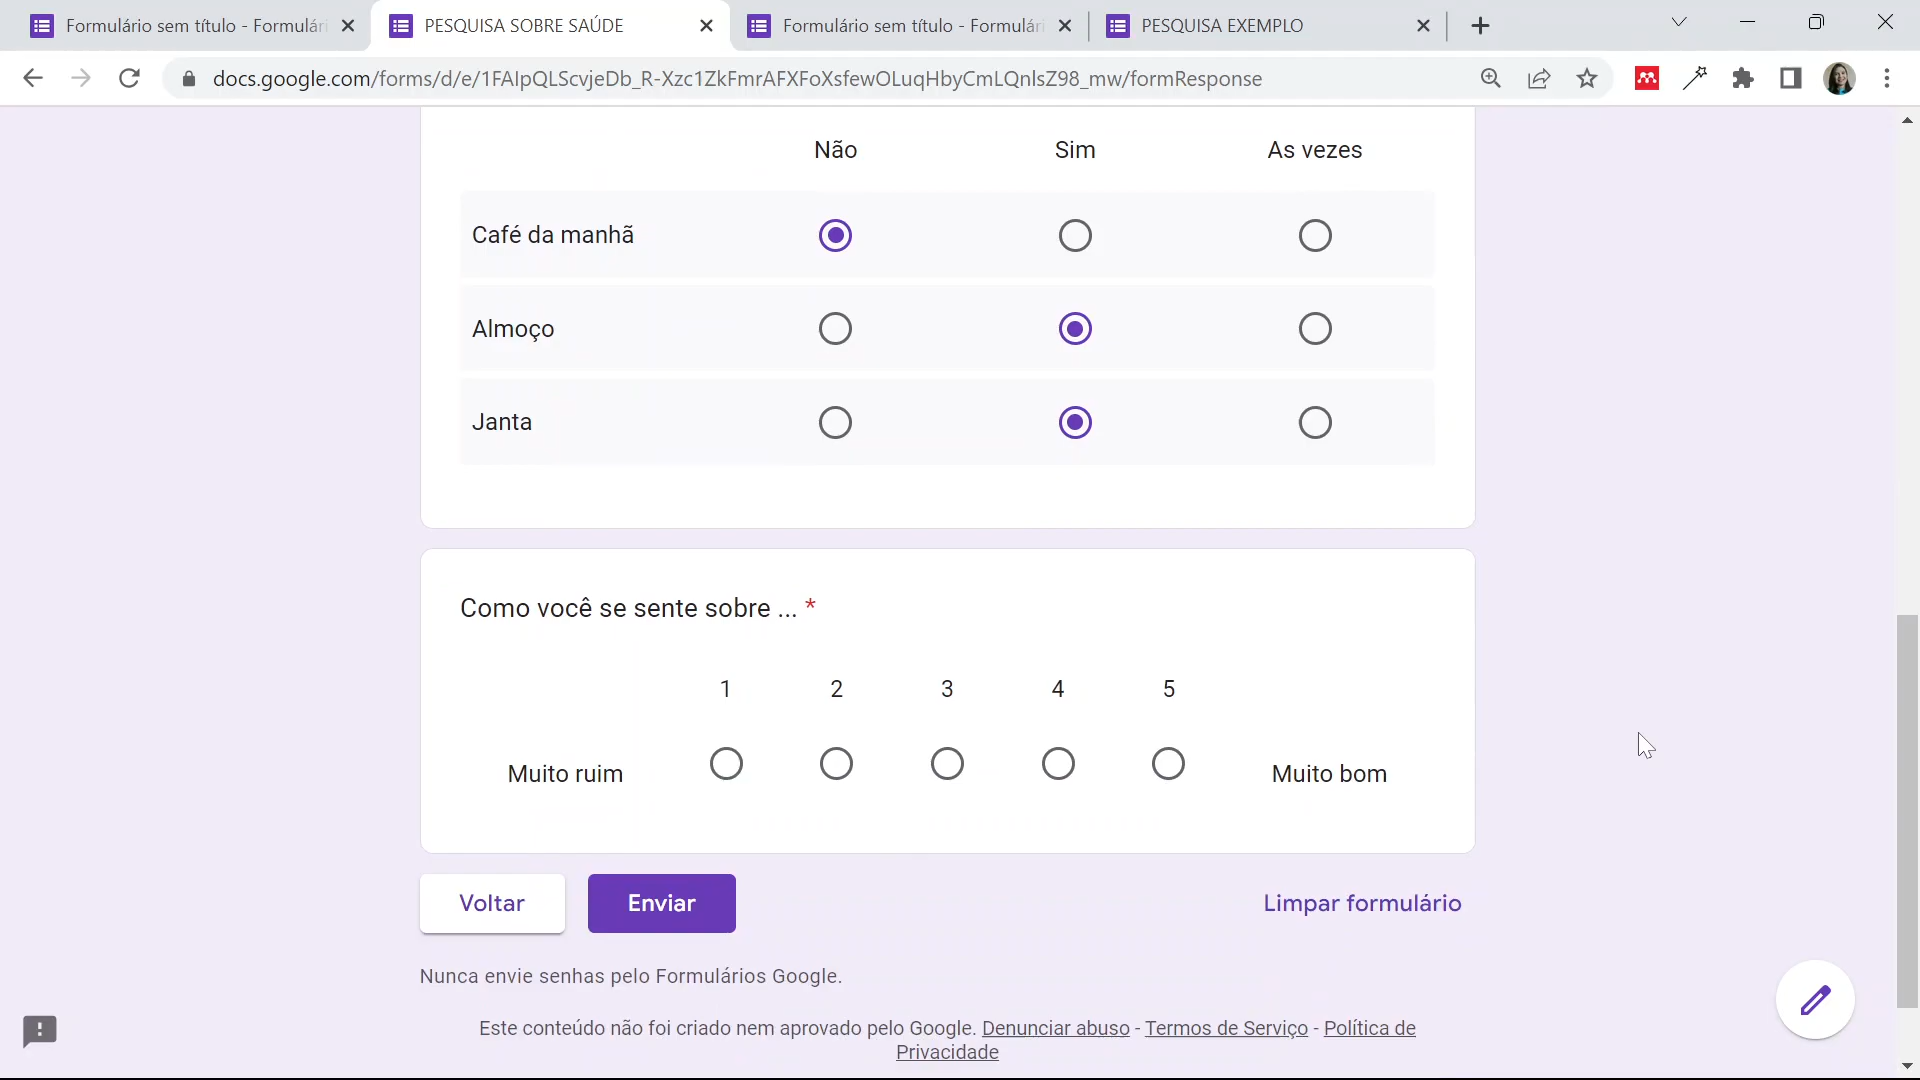 Formulário sem título - Formulári
PESQUISA SOBRE SAÚDE
Formulário sem título - Formulári
PESQUISA EXEMPLO
docs.google.com/forms/d/e/1FAIpQLScvjeDb_R-Xzc1ZkFmrAFXFoXsfewOLuqHbyCmLQnlsZ98_mw/formResponse
Não Sim As vezes
Café da manhã
Almoço
Janta
Como você se sente sobre ... *
1 2 3 4 5
Muito ruim Muito bom
Voltar Enviar Limpar formulário
Nunca envie senhas pelo Formulários Google.
Este conteúdo não foi criado nem aprovado pelo Google. Denunciar abuso - Termos de Serviço - Política de
Privacidade